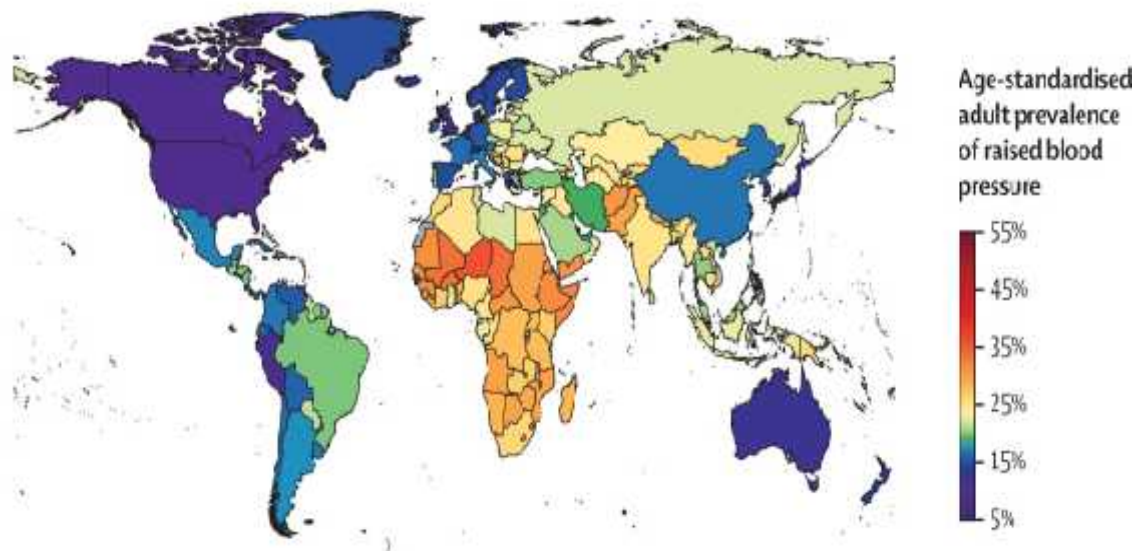 Age-standardised
adult prevalence
of raised blood
pressure
55%
45%
35%
25%
15%
5%